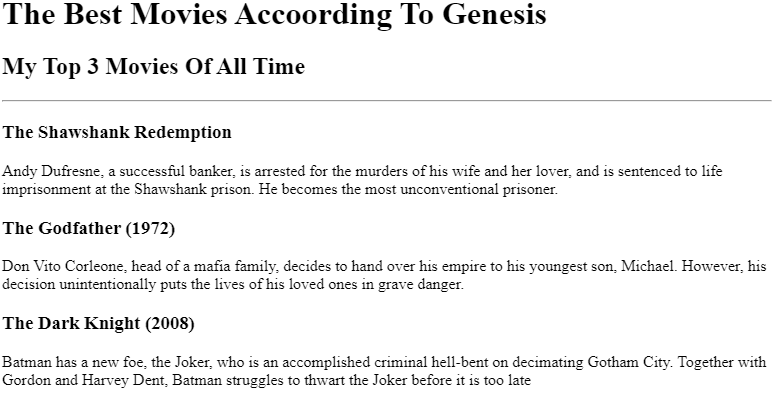 The Best Movies Accoording To Genesis
My Top 3 Movies Of All Time
The Shawshank Redemption
Andy Dufresne, a successful banker, is arrested for the murders of his wife and her lover, and is sentenced to life
imprisonment at the Shawshank prison. He becomes the most unconventional prisoner.
The Godfather (1972)
Don Vito Corleone, head of a mafia family, decides to hand over his empire to his youngest son, Michael. However, his
decision unintentionally puts the lives of his loved ones in grave danger.
The Dark Knight (2008)
Batman has a new foe, the Joker, who is an accomplished criminal hell-bent on decimating Gotham City. Together with
Gordon and Harvey Dent, Batman struggles to thwart the Joker before it is too late